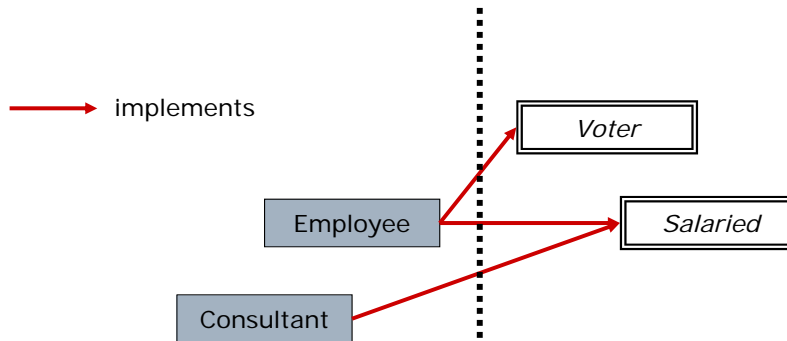 implements
Voter
Employee
Salaried
Consultant